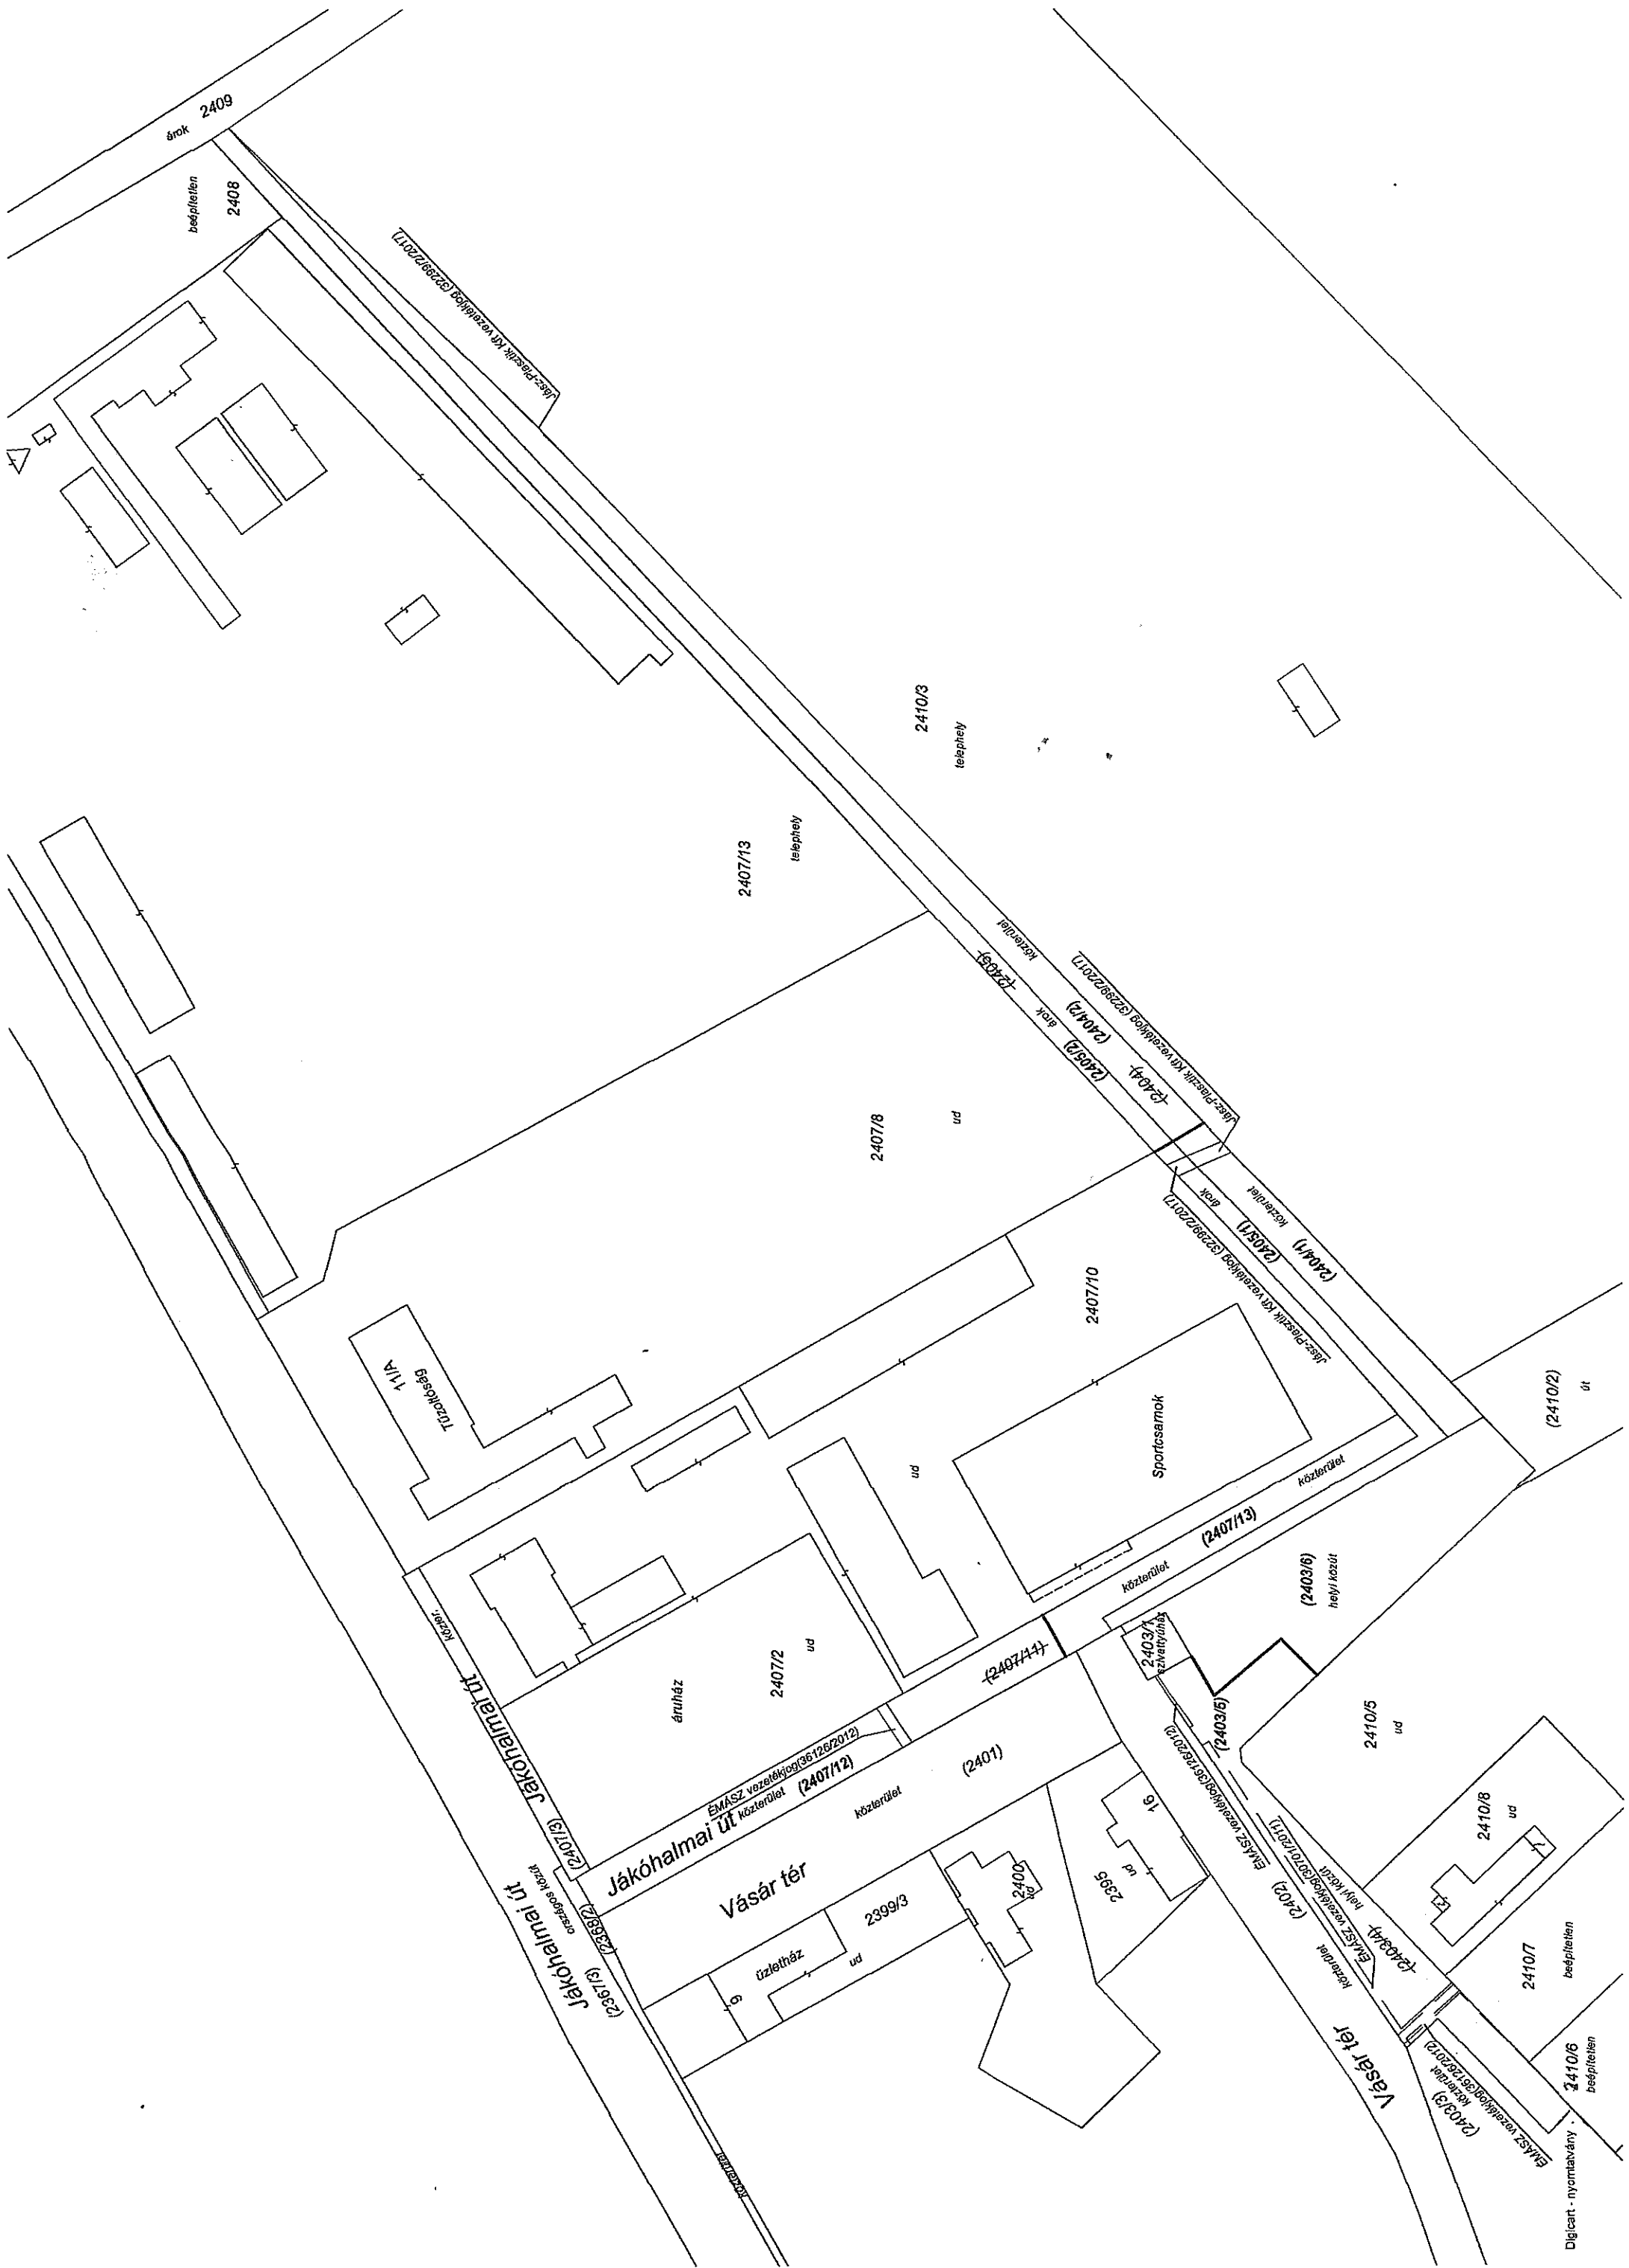 árok 2409
beépítetlen
2408
Jász-Plasztik Kft vezetékjog (32299/2/2017)
2410/3
telephely
2407/13
telephely
(2405)
közterület
árok
(2404/2)
(2405/2)
(2404)
Jász-Plasztik Kft vezetékjog (32299/2/2017)
2407/8
ud
árok
közterület
(2405/1)
(2404/1)
Jász-Plasztik Kft vezetékjog (32299/2/2017)
2407/10
11/A
Tűzoltóság
ud
Sportcsarnok
(2410/2)
út
közterület
(2407/13)
közterület
(2403/6)
helyi közút
közter.
Jákóhalmai út
áruház
2407/2
ud
(2407/11)
2403/1
szivattyúház
(2403/5)
2410/5
ud
ÉMÁSZ vezetékjog(36126/2012)
Jákóhalmai út közterület (2407/12)
közterület
(2401)
(2407/3)
Jákóhalmai út
országos közút
(2368/2)
(2367/3)
Vásár tér
üzletház
9
2399/3
ud
2400
ud
2395
ud
16
ÉMÁSZ vezetékjog(36126/2012)
(2402)
közterület
ÉMÁSZ vezetékjog(30701/2011)
helyi közút
(2403/4)
2410/8
ud
2410/7
beépítetlen
2410/6
beépítetlen
Vásár tér
(2403/3)
közterület
ÉMÁSZ vezetékjog(36126/2012)
közterület
Digicart - nyomtatvány